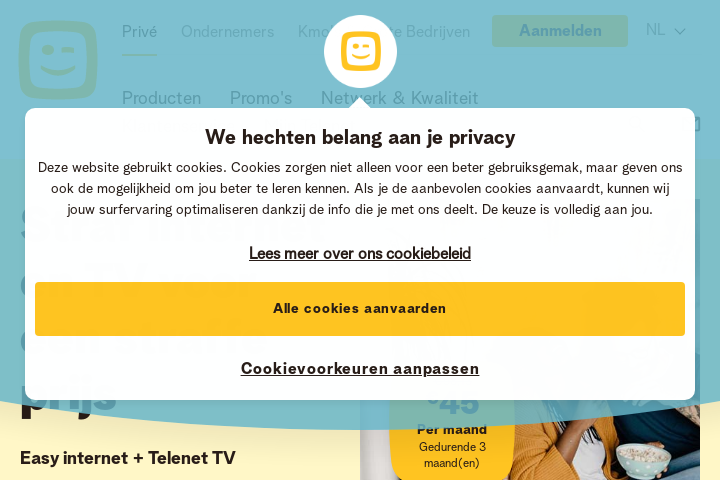 Privé Ondernemers Bedrijven Aanmelden NL
Producten Promo's Netwerk & Kwaliteit
We hechten belang aan je privacy
Deze website gebruikt cookies. Cookies zorgen niet alleen voor een beter gebruiksgemak, maar geven ons
ook de mogelijkheid om jou beter te leren kennen. Als je de aanbevolen cookies aanvaardt, kunnen wij
jouw surfervaring optimaliseren dankzij de info die je met ons deelt. De keuze is volledig aan jou.
Lees meer over ons cookiebeleid
Alle cookies aanvaarden
Cookievoorkeuren aanpassen
prijs
45
Per maand
Gedurende 3
maand(en)
Easy internet + Telenet TV